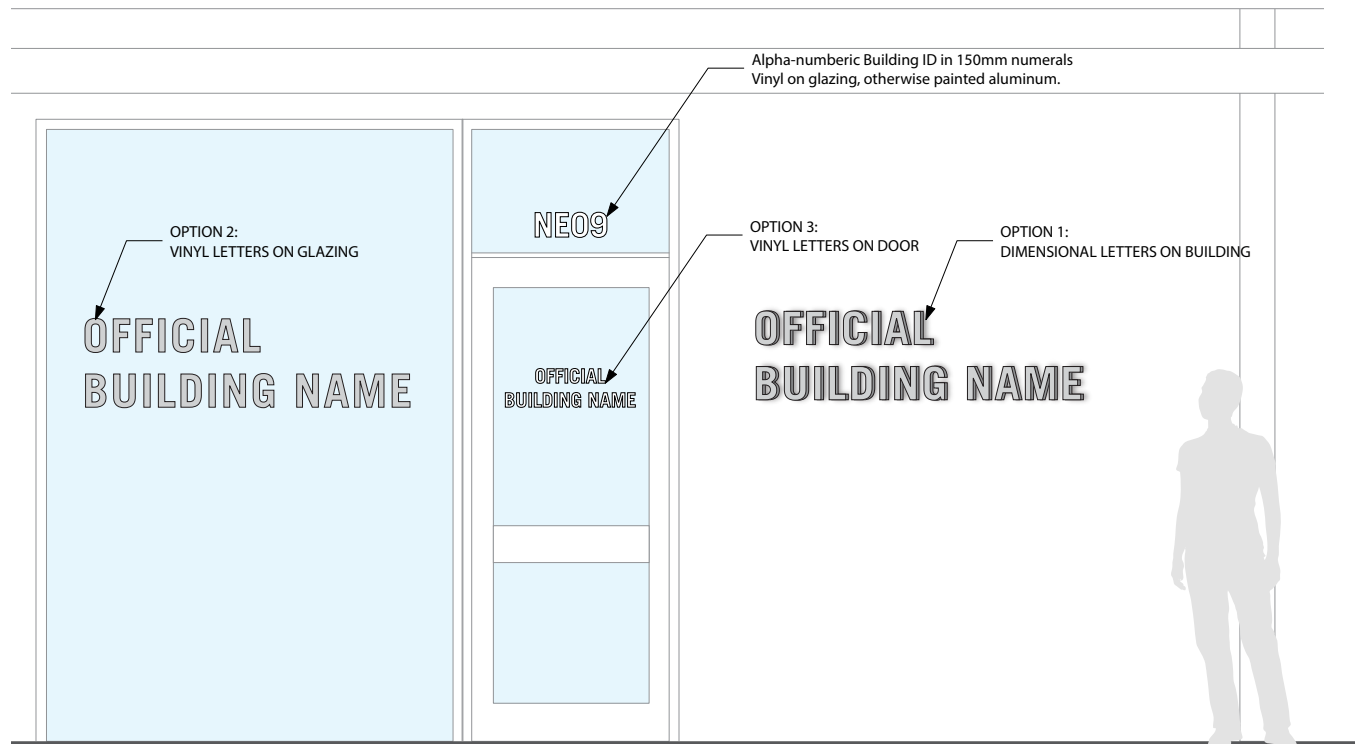 Alpha-numberic Building ID in 150mm numerals
Vinyl on glazing, otherwise painted aluminum.
NE09
OPTION 2:
VINYL LETTERS ON GLAZING
OFFICIAL
BUILDING NAME
OPTION 3:
VINYL LETTERS ON DOOR
OFFICIAL
BUILDING NAME
OPTION 1:
DIMENSIONAL LETTERS ON BUILDING
OFFICIAL
BUILDING NAME